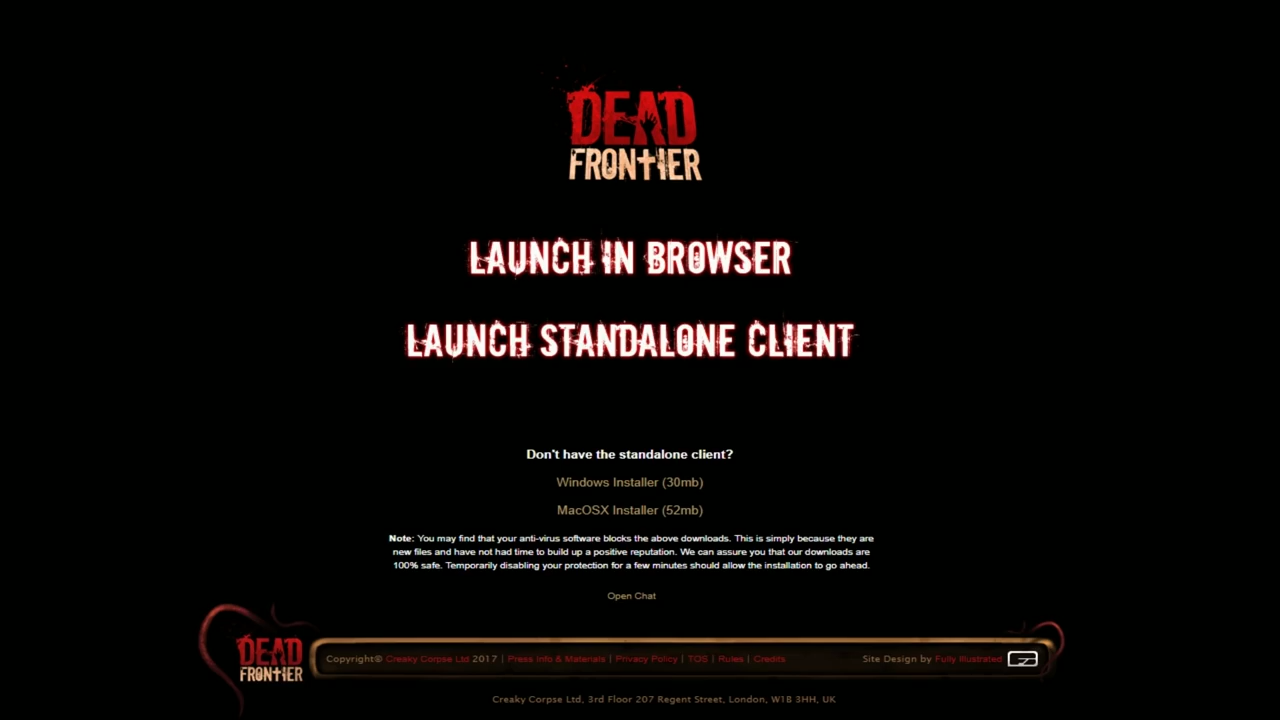 DEAD
FRONTIER
LAUNCH IN BROWSER
LAUNCH STANDALONE CLIENT
Don't have the standalone client?
Windows Installer (30mb)
MacOSX Installer (52mb)
Note: You may find that your anti-virus software blocks the above downloads. This is simply because they are
new files and have not had time to build up a positive reputation. We can assure you that our downloads are
100% safe. Temporarily disabling your protection for a few minutes should allow the installation to go ahead.
Open Chat
DEAD
FRONTIER
Copyright© Creaky Corpse Ltd 2017 | Press Info & Materials | Privacy Policy | TOS | Rules | Credits
Site Design by Fully Illustrated
Creaky Corpse Ltd, 3rd Floor 207 Regent Street, London, W1B 3HH, UK